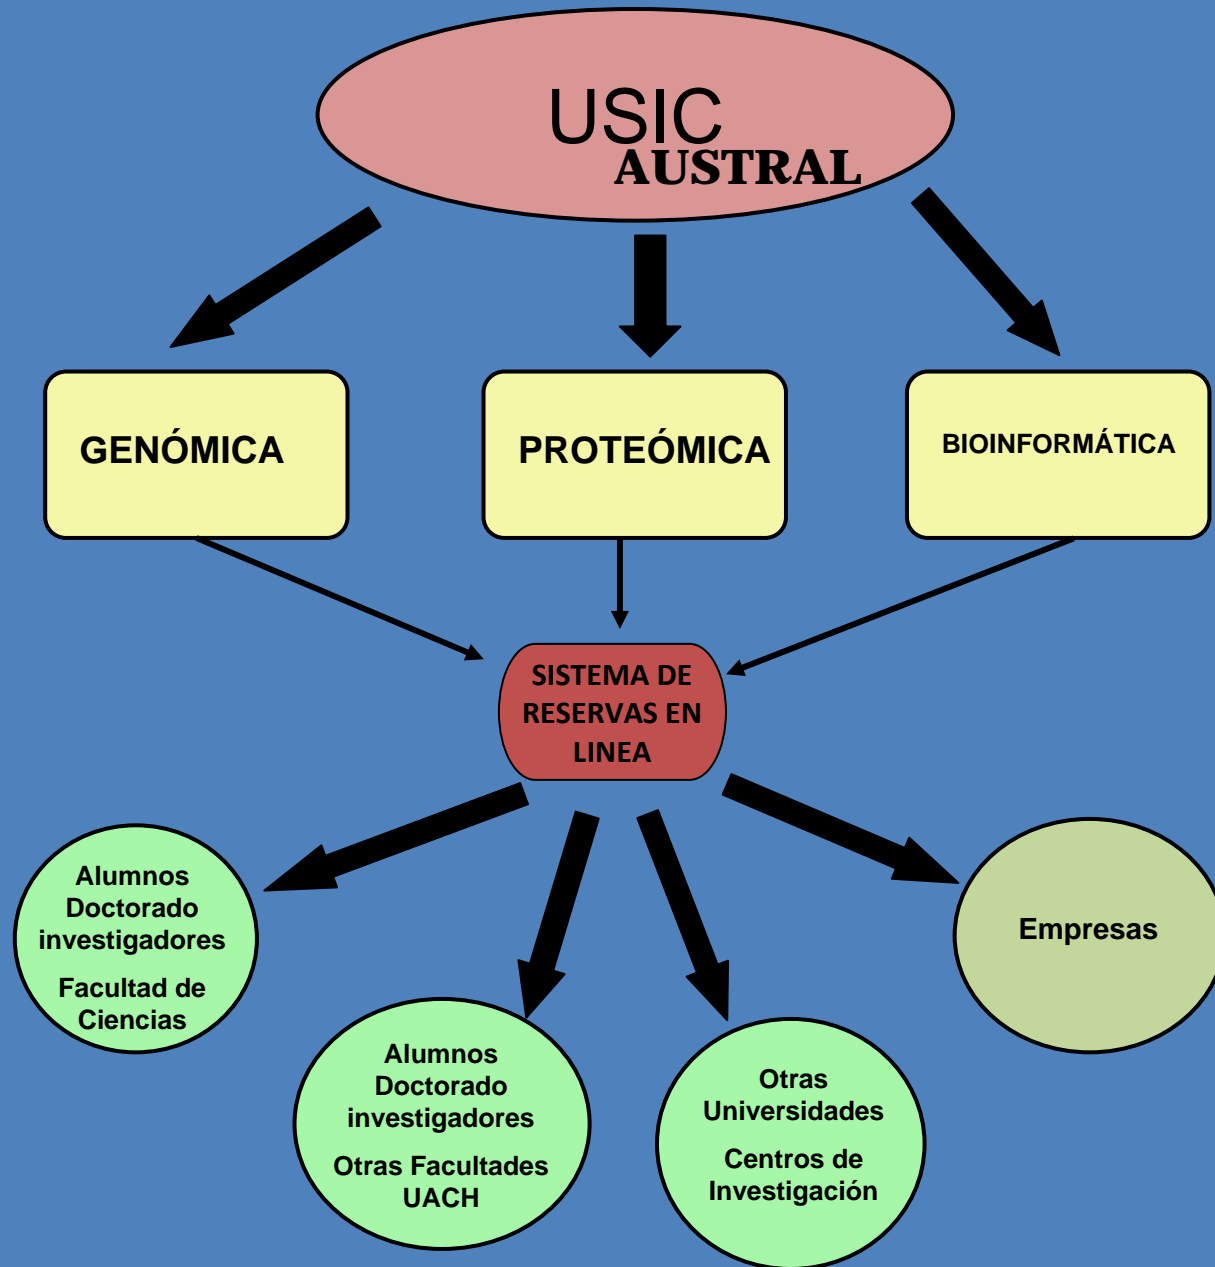 USIC
AUSTRAL
GENÓMICA
PROTEÓMICA
BIOINFORMÁTICA
SISTEMA DE
RESERVAS EN
LINEA
Alumnos
Doctorado
investigadores
Facultad de
Ciencias
Alumnos
Doctorado
investigadores
Otras Facultades
UACH
Otras
Universidades
Centros de
Investigación
Empresas